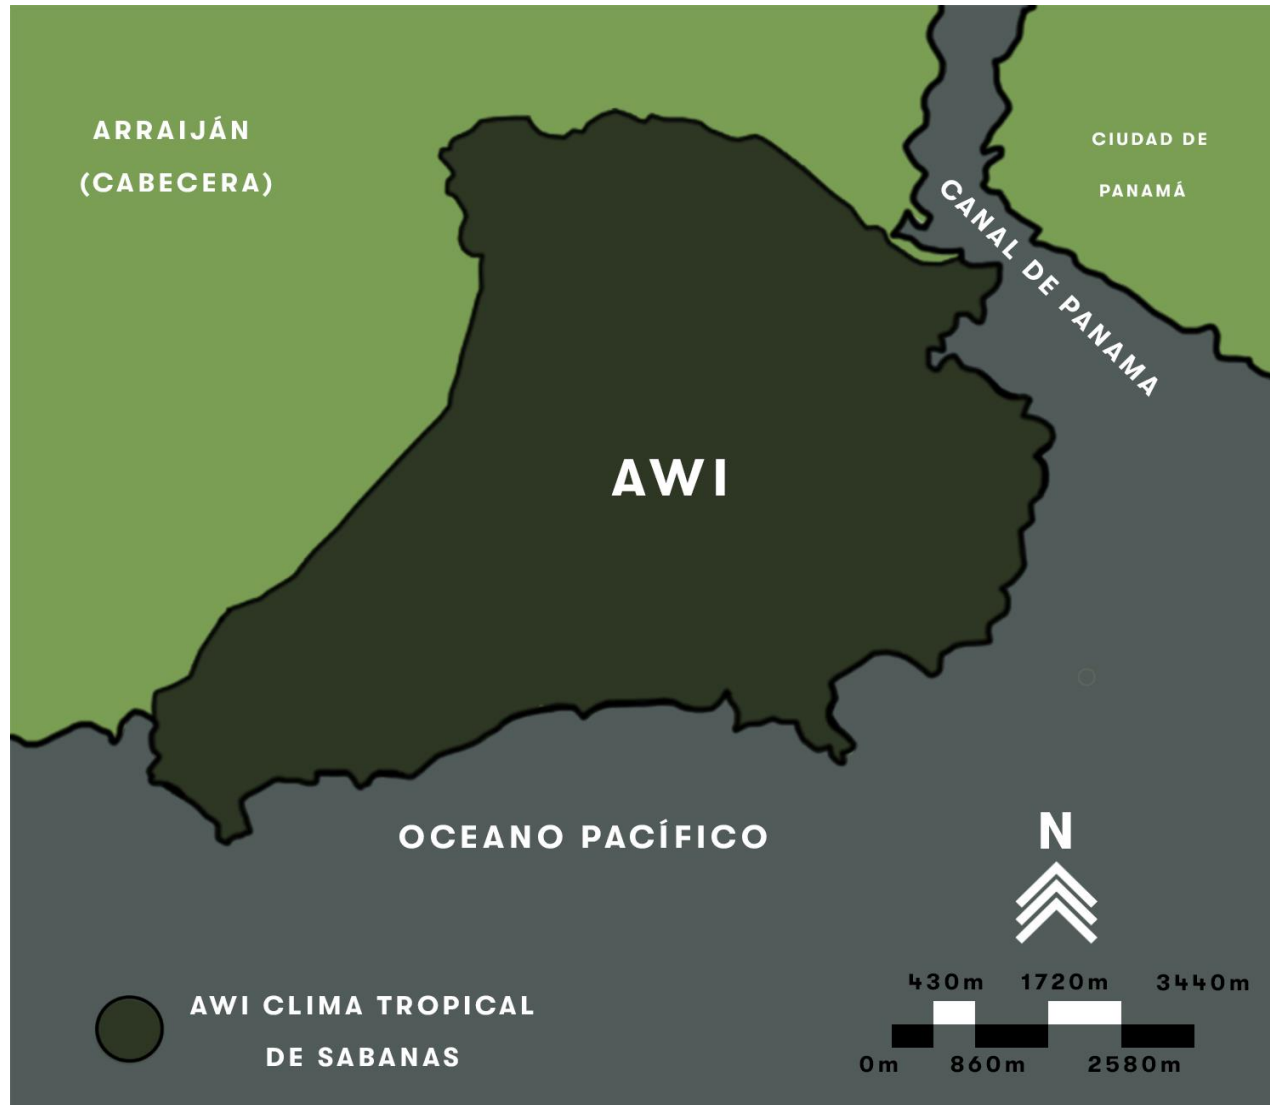 ARRAIJÁN
(CABECERA)
CIUDAD DE
PANAMÁ
CANAL DE PANAMA
AWI
OCEANO PACÍFICO
N
AWI CLIMA TROPICAL
DE SABANAS
430m 1720m 3440m
0m 860m 2580m